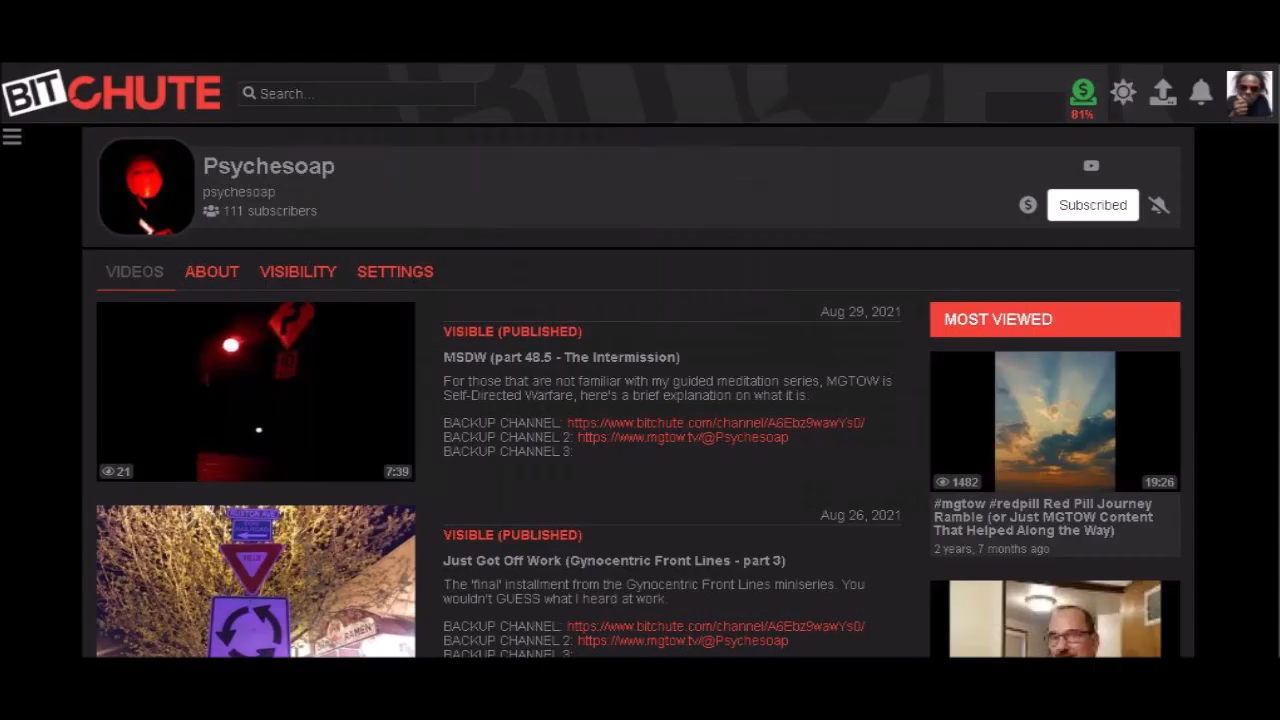 BITCHUTE
Search...
81%
Psychesoap
psychesoap
111 subscribers
Subscribed
VIDEOS ABOUT VISIBILITY SETTINGS
21
7:39
Aug 29, 2021
VISIBLE (PUBLISHED)
MSDW (part 48.5 - The Intermission)
For those that are not familiar with my guided meditation series, MGTOW is
Self-Directed Warfare, here's a brief explanation on what it is.
BACKUP CHANNEL: https://www.bitchute.com/channel/A6Ebz9wawYs0/
BACKUP CHANNEL 2: https://www.mgtow.tv/@Psychesoap
BACKUP CHANNEL 3:
Aug 26, 2021
VISIBLE (PUBLISHED)
Just Got Off Work (Gynocentric Front Lines - part 3)
The 'final' installment from the Gynocentric Front Lines miniseries. You
wouldn't GUESS what I heard at work.
BACKUP CHANNEL: https://www.bitchute.com/channel/A6Ebz9wawYs0/
BACKUP CHANNEL 2: https://www.mgtow.tv/@Psychesoap
BACKUP CHANNEL 3:
RAMEN
MOST VIEWED
1482
19:26
#mgtow #redpill Red Pill Journey
Ramble (or Just MGTOW Content
That Helped Along the Way)
2 years, 7 months ago